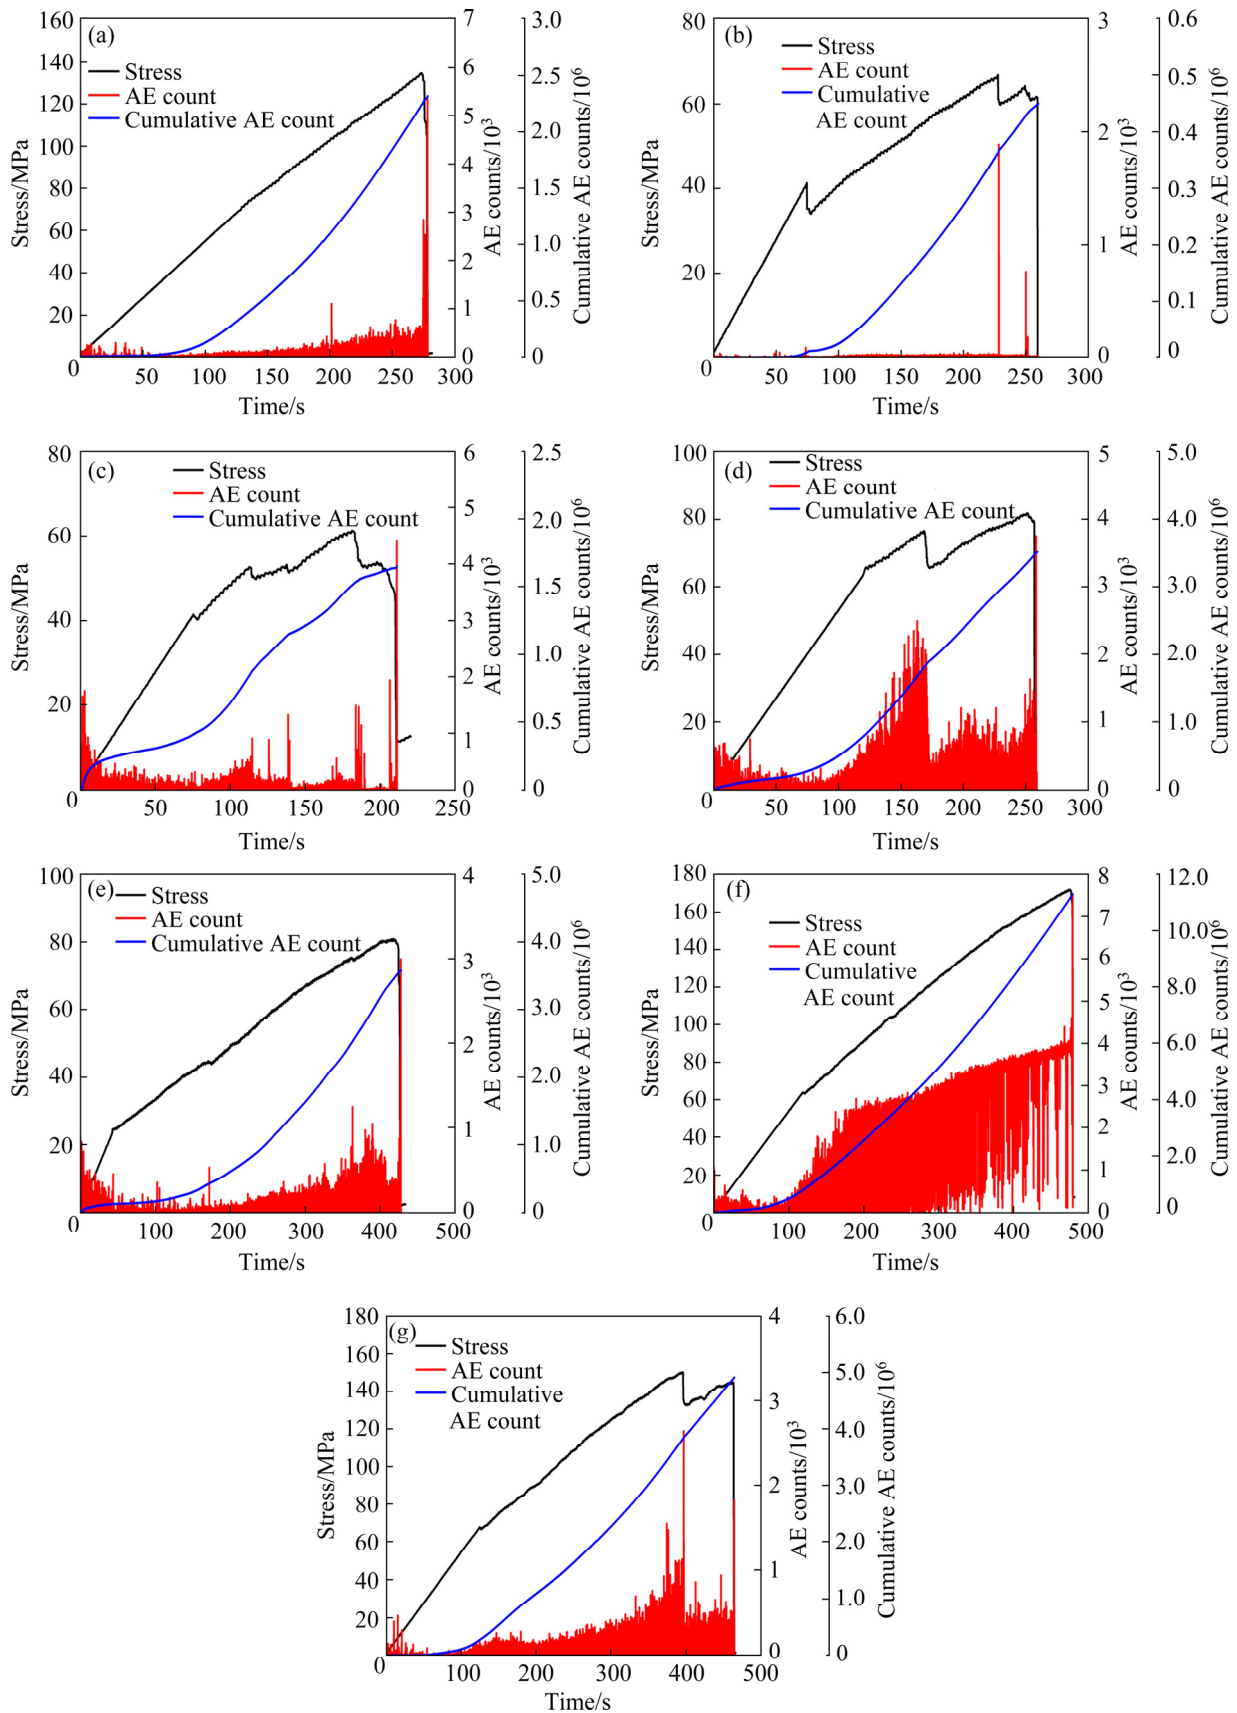 (a)
Stress
AE count
Cumulative AE count
160
140
120
100
80
60
40
20
0
Stress/MPa
7
6
5
4
3
2
1
0
AE counts/10³
3.0
2.5
2.0
1.5
1.0
0.5
0
Cumulative AE counts/10⁶
0 50 100 150 200 250 300
Time/s
(b)
Stress
AE count
Cumulative
AE count
80
60
40
20
0
Stress/MPa
3
2
1
0
AE counts/10³
0.6
0.5
0.4
0.3
0.2
0.1
0
Cumulative AE counts/10⁶
0 50 100 150 200 250 300
Time/s
(c)
Stress
AE count
Cumulative AE count
80
60
40
20
0
Stress/MPa
6
5
4
3
2
1
0
AE counts/10³
2.5
2.0
1.5
1.0
0.5
0
Cumulative AE counts/10⁶
50 100 150 200 250
Time/s
(d)
Stress
AE count
Cumulative AE count
100
80
60
40
20
0
Stress/MPa
5
4
3
2
1
0
AE counts/10³
5.0
4.0
3.0
2.0
1.0
0
Cumulative AE counts/10⁶
50 100 150 200 250 300
Time/s
(e)
Stress
AE count
Cumulative AE count
100
80
60
40
20
0
Stress/MPa
4
3
2
1
0
AE counts/10³
5.0
4.0
3.0
2.0
1.0
0
Cumulative AE counts/10⁶
100 200 300 400 500
Time/s
(f)
Stress
AE count
Cumulative
AE count
180
160
140
120
100
80
60
40
20
0
Stress/MPa
8
7
6
5
4
3
2
1
0
AE counts/10³
12.0
10.0
8.0
6.0
4.0
2.0
0
Cumulative AE counts/10⁶
100 200 300 400 500
Time/s
(g)
Stress
AE count
Cumulative
AE count
180
160
140
120
100
80
60
40
20
0
Stress/MPa
4
3
2
1
0
AE counts/10³
6.0
5.0
4.0
3.0
2.0
1.0
0
Cumulative AE counts/10⁶
100 200 300 400 500
Time/s